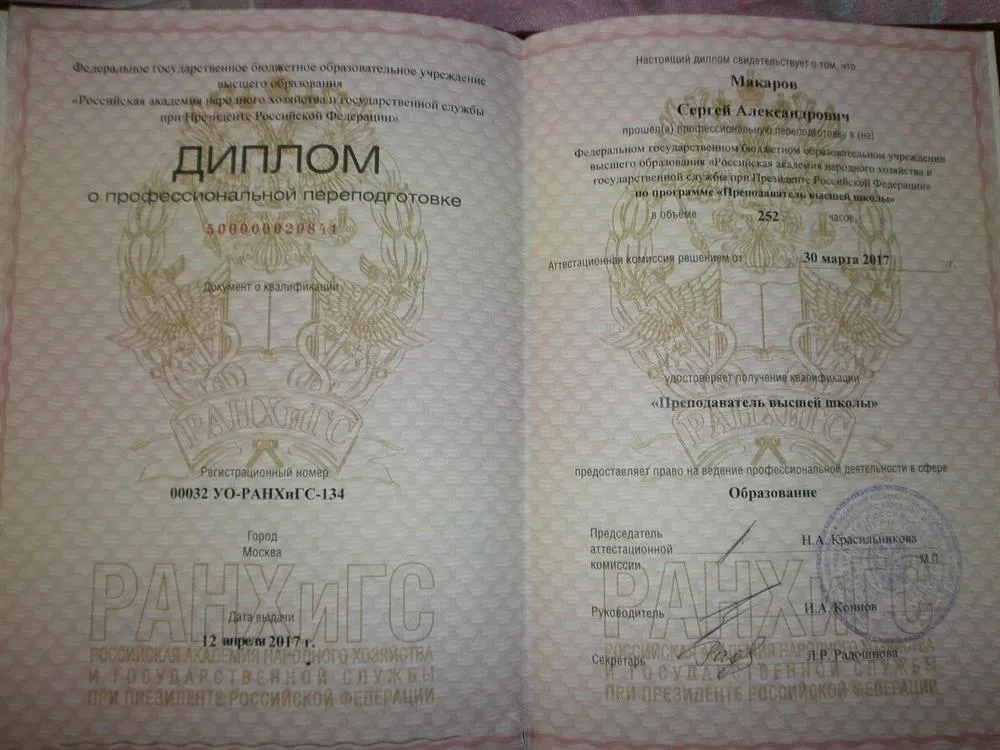 Федеральное государственное бюджетное образовательное учреждение
высшего образования
«Российская академия народного хозяйства и государственной службы
при Президенте Российской Федерации»
ДИПЛОМ
о профессиональной переподготовке
500000020841
Документ о квалификации
РАНХиГС
Регистрационный номер
00032 УО-РАНХиГС-134
Город
Москва
РАНХиГС
Дата выдачи
12 апреля 2017 г.
РОССИЙСКАЯ АКАДЕМИЯ НАРОДНОГО ХОЗЯЙСТВА
И ГОСУДАРСТВЕННОЙ СЛУЖБЫ
ПРИ ПРЕЗИДЕНТЕ РОССИЙСКОЙ ФЕДЕРАЦИИ
Настоящий диплом свидетельствует о том, что
Макаров
Сергей Александрович
прошел(а) профессиональную переподготовку в (на)
Федеральном государственном бюджетном образовательном учреждении
высшего образования «Российская академия народного хозяйства и
государственной службы при Президенте Российской Федерации»
по программе «Преподаватель высшей школы»
в объёме 252 часов
Аттестационная комиссия решением от 30 марта 2017 г.
удостоверяет получение квалификации
«Преподаватель высшей школы»
РАНХиГС
предоставляет право на ведение профессиональной деятельности в сфере
Образование
Председатель
аттестационной
комиссии
Н.А. Красильникова
М.П.
РАНХиГС
Руководитель И.А. Коннов
Секретарь Л.Р. Радошнова
РОССИЙСКАЯ АКАДЕМИЯ НАРОДНОГО ХОЗЯЙСТВА
И ГОСУДАРСТВЕННОЙ СЛУЖБЫ
ПРИ ПРЕЗИДЕНТЕ РОССИЙСКОЙ ФЕДЕРАЦИИ